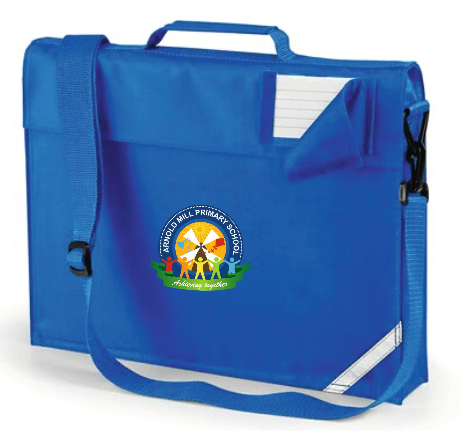 ARNOLD MILL PRIMARY SCHOOL
Achieving together